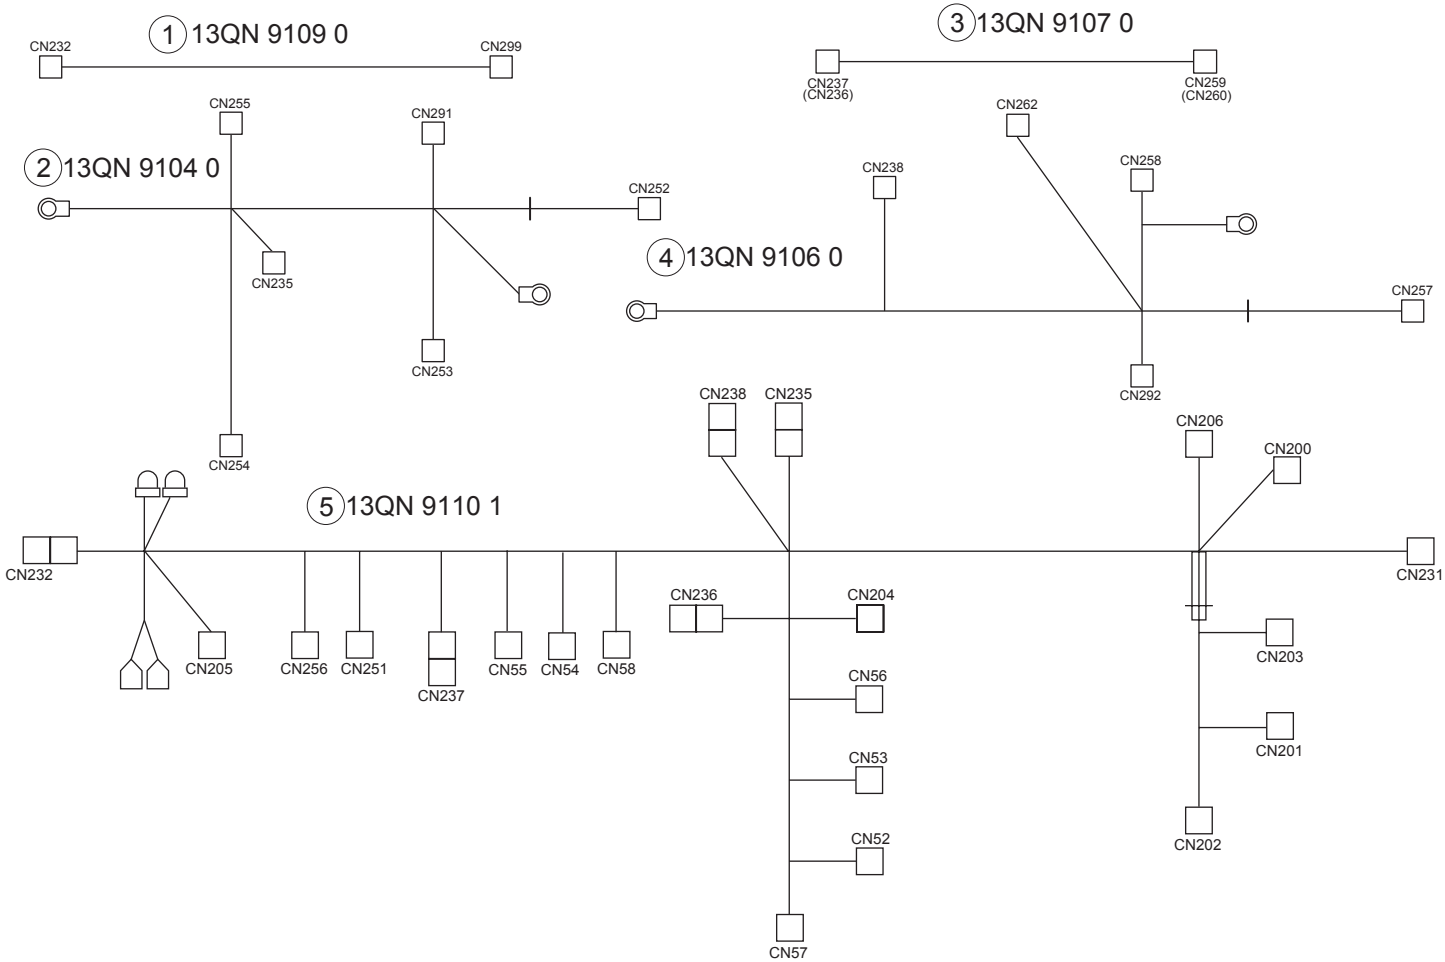 1 13QN 9109 0
CN232
CN299
3 13QN 9107 0
CN237
(CN236)
CN259
(CN260)
CN255
CN291
2 13QN 9104 0
CN252
CN235
CN253
CN254
CN262
CN258
CN238
4 13QN 9106 0
CN257
CN292
CN238
CN235
CN206
CN200
5 13QN 9110 1
CN232
CN231
CN205
CN256
CN251
CN237
CN55
CN54
CN58
CN236
CN204
CN203
CN56
CN201
CN53
CN202
CN52
CN57